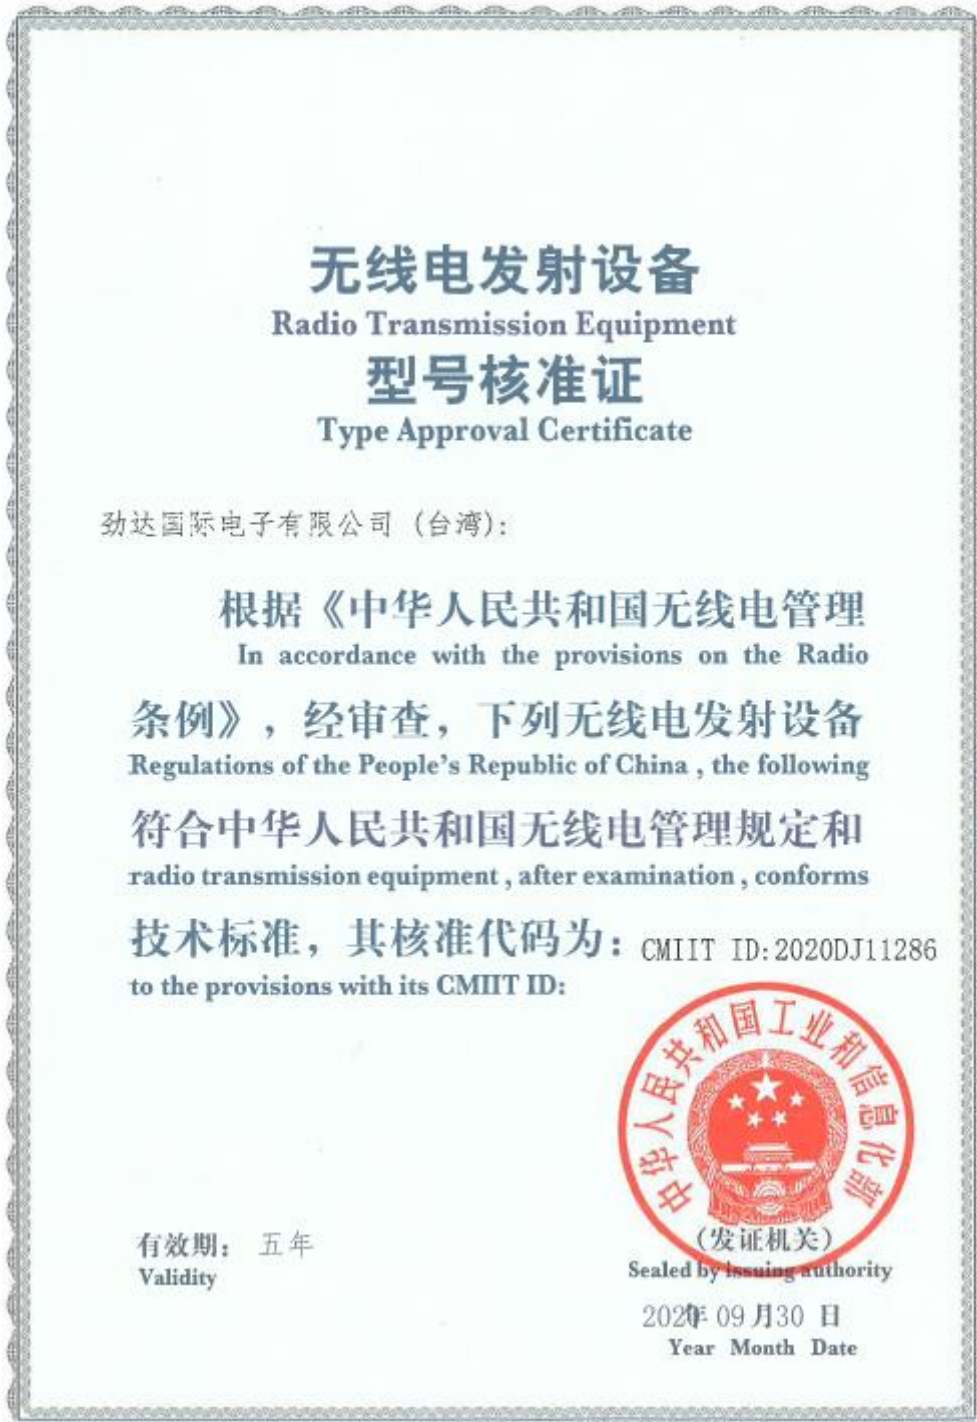 无线电发射设备
Radio Transmission Equipment
型号核准证
Type Approval Certificate
劲达国际电子有限公司 (台湾):
根据《中华人民共和国无线电管理
In accordance with the provisions on the Radio
条例》，经审查，下列无线电发射设备
Regulations of the People's Republic of China , the following
符合中华人民共和国无线电管理规定和
radio transmission equipment , after examination , conforms
技术标准，其核准代码为：CMIIT ID:2020DJ11286
to the provisions with its CMIIT ID:
中华人民共和国工业和信息化部
有效期： 五年
Validity
（发证机关）
Sealed by issuing authority
2020年 09 月30 日
Year Month Date